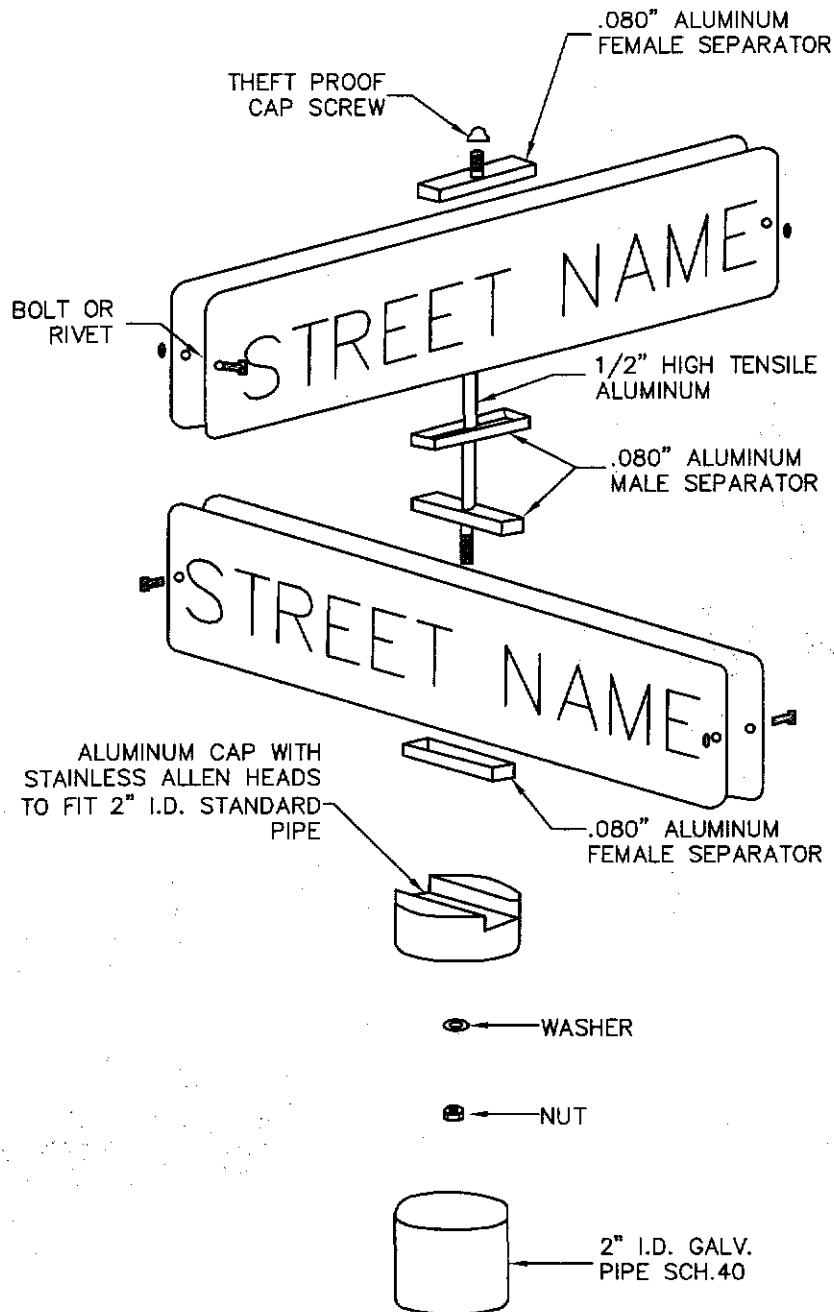 .080" ALUMINUM
FEMALE SEPARATOR
THEFT PROOF
CAP SCREW
STREET NAME
BOLT OR
RIVET
1/2" HIGH TENSILE
ALUMINUM
.080" ALUMINUM
MALE SEPARATOR
STREET NAME
ALUMINUM CAP WITH
STAINLESS ALLEN HEADS
TO FIT 2" I.D. STANDARD
PIPE
.080" ALUMINUM
FEMALE SEPARATOR
WASHER
NUT
2" I.D. GALV.
PIPE SCH.40